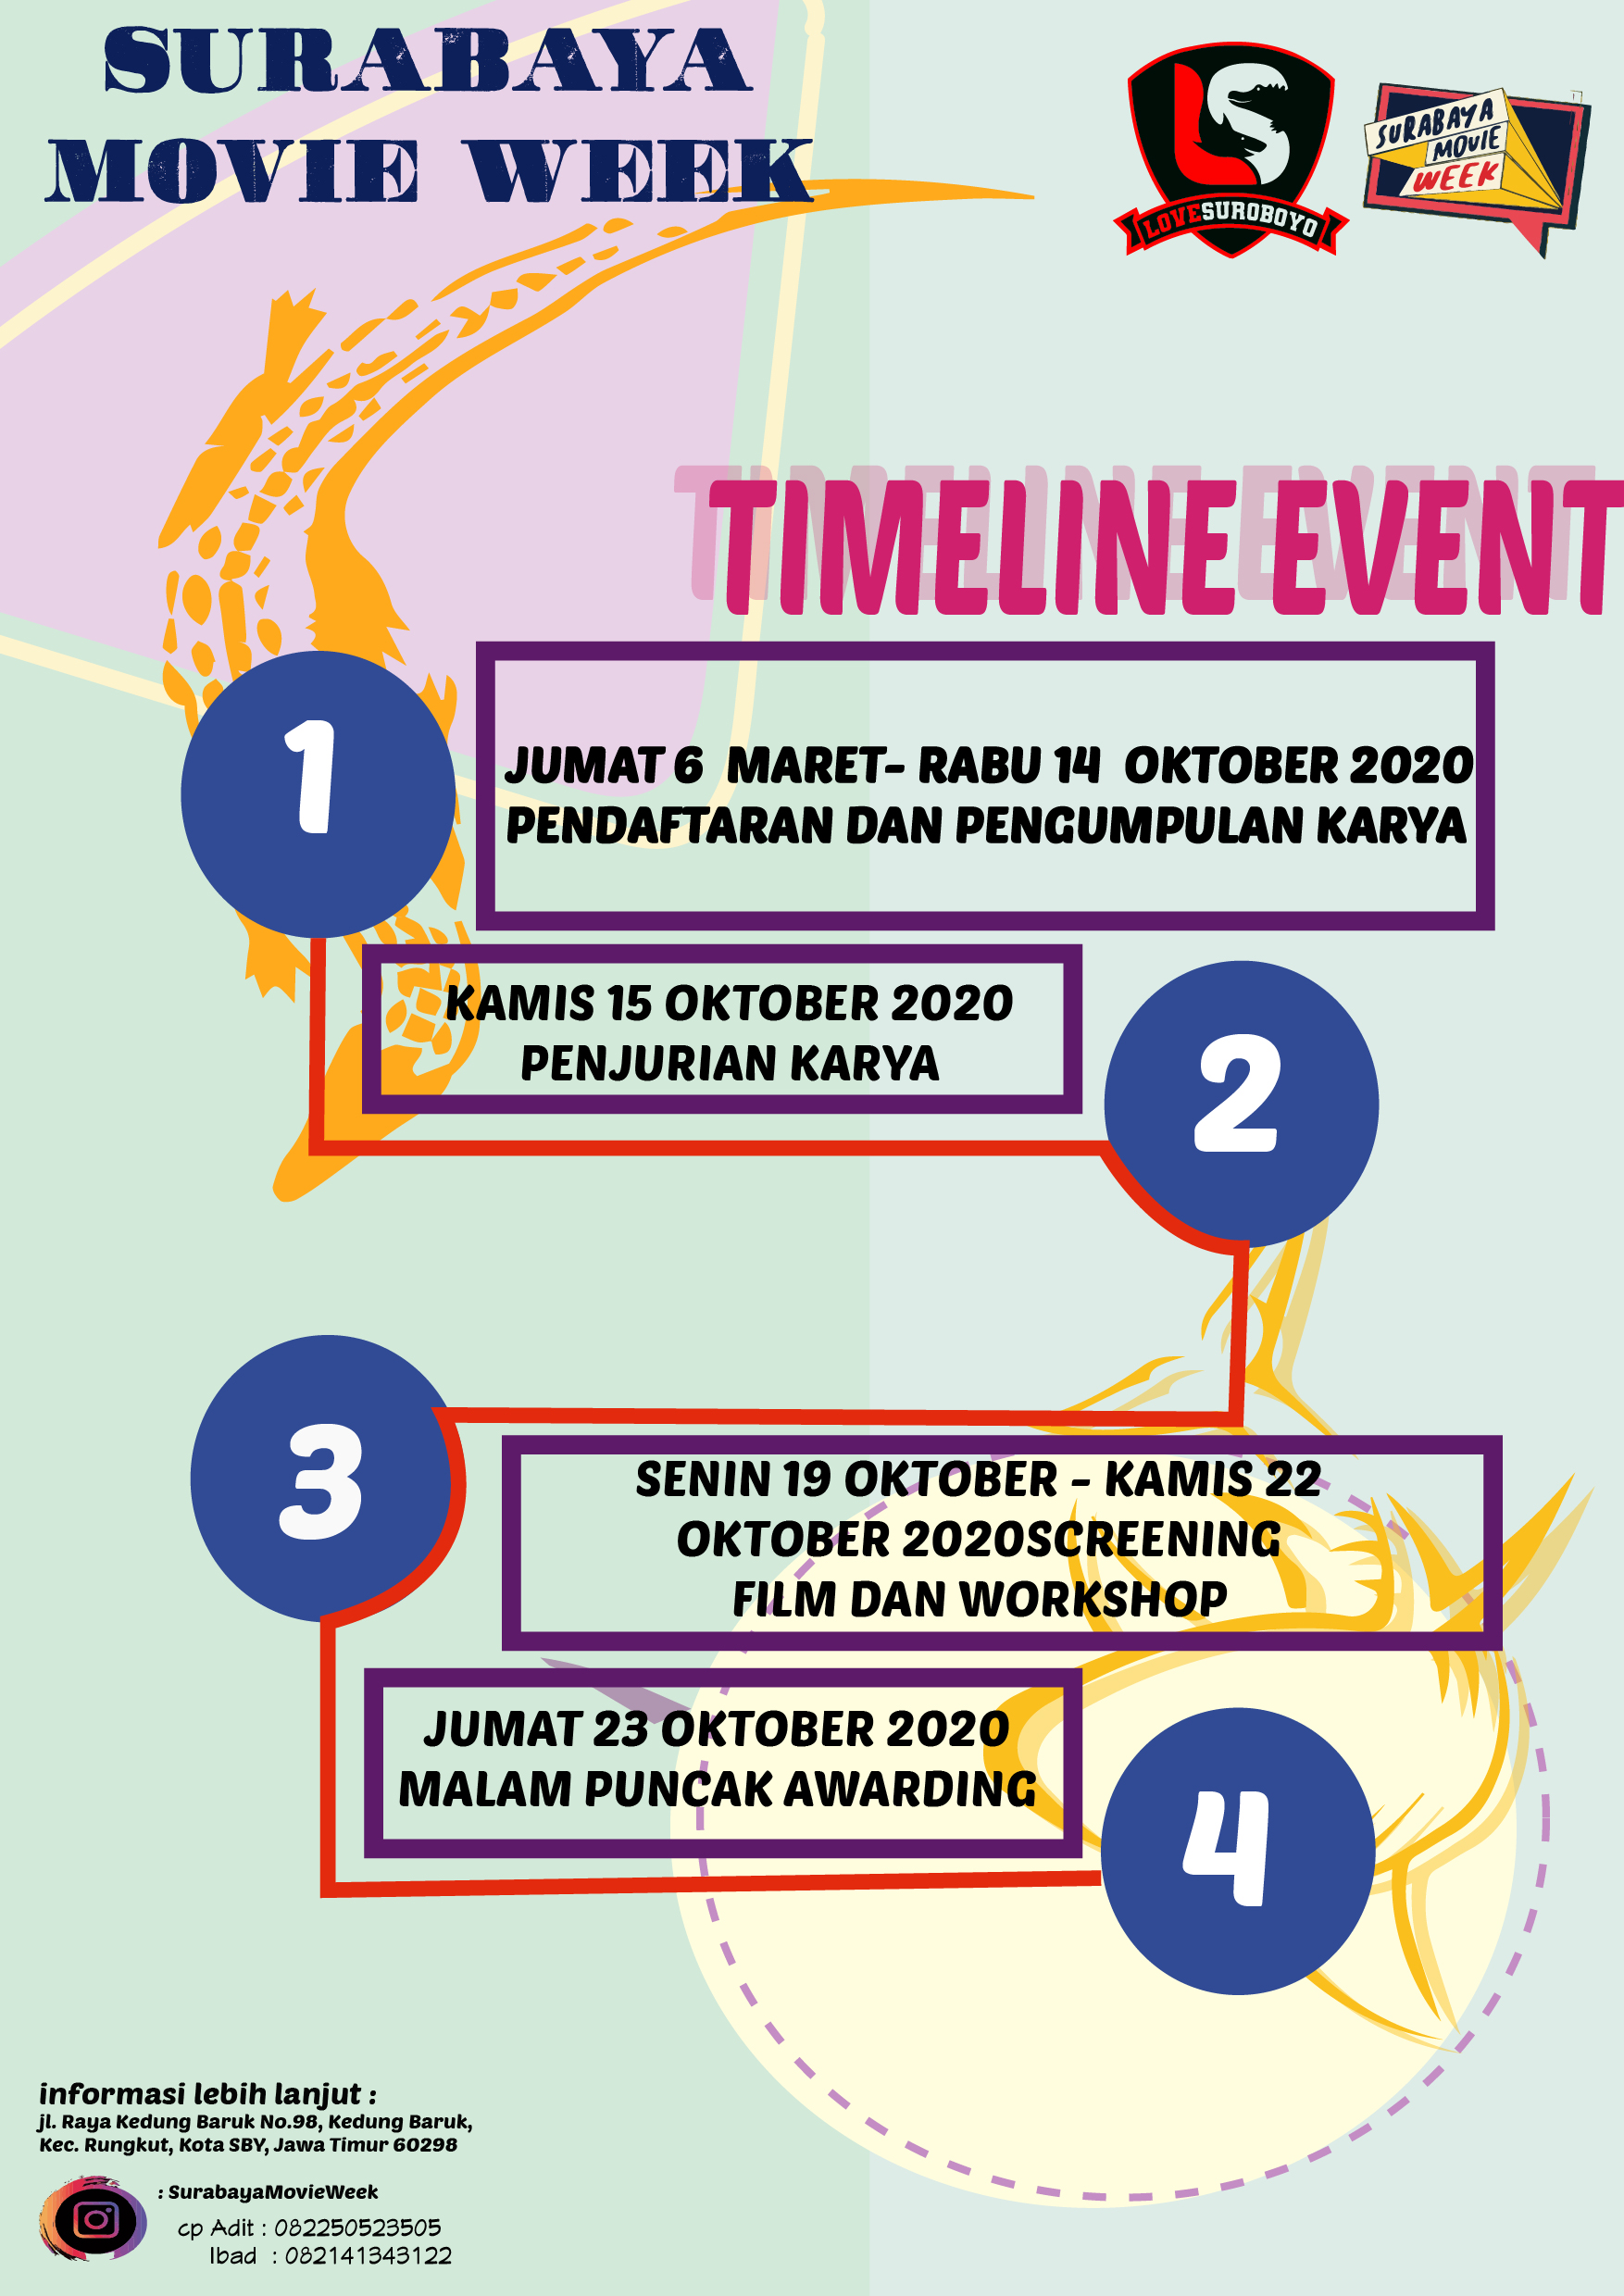 SURABAYA
MOVIE WEEK
LOVESUROBOYO
SURABAYA
MOVIE
WEEK
TIMELINE EVENT
1
JUMAT 6 MARET- RABU 14 OKTOBER 2020
PENDAFTARAN DAN PENGUMPULAN KARYA
KAMIS 15 OKTOBER 2020
PENJURIAN KARYA
2
3
SENIN 19 OKTOBER - KAMIS 22
OKTOBER 2020SCREENING
FILM DAN WORKSHOP
JUMAT 23 OKTOBER 2020
MALAM PUNCAK AWARDING
4
informasi lebih lanjut :
jl. Raya Kedung Baruk No.98, Kedung Baruk,
Kec. Rungkut, Kota SBY, Jawa Timur 60298
: SurabayaMovieWeek
cp Adit : 082250523505
Ibad : 082141343122